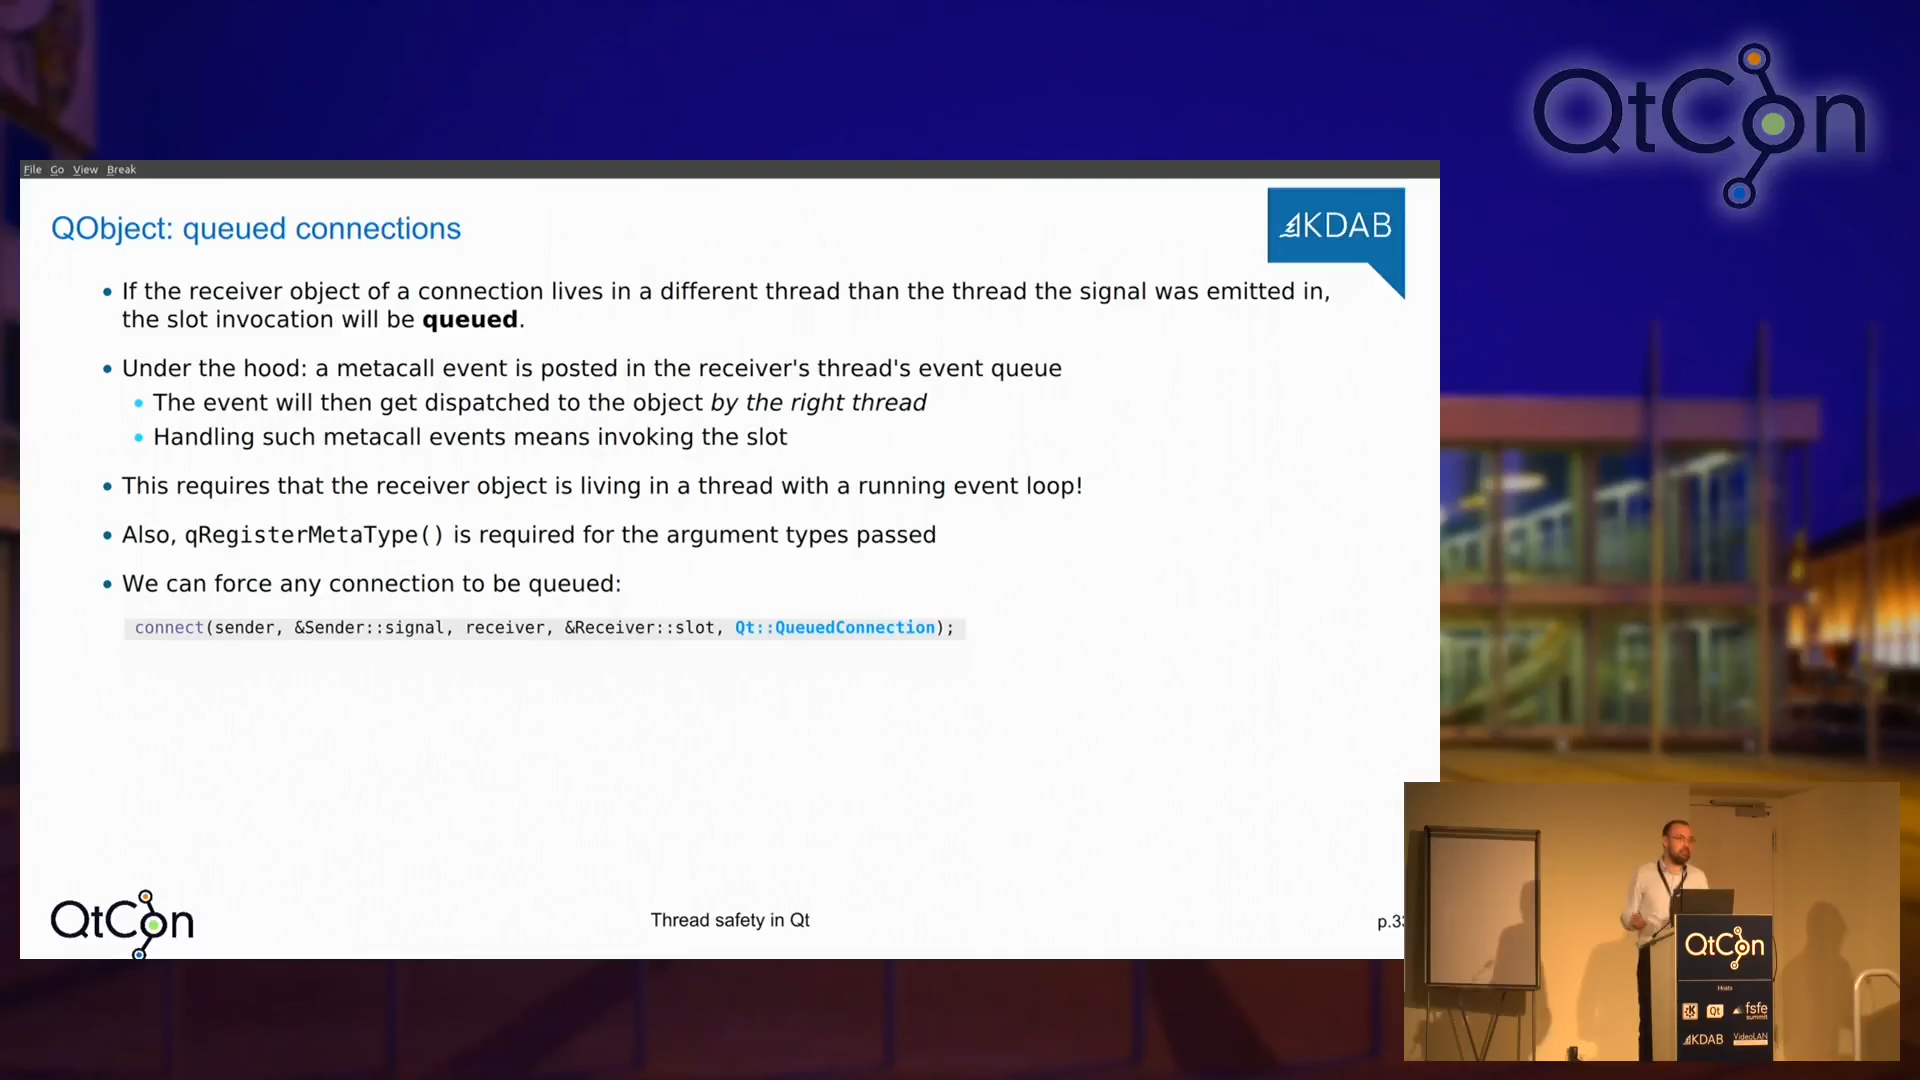 QtCon
File Go View Break
KDAB
QObject: queued connections
• If the receiver object of a connection lives in a different thread than the thread the signal was emitted in,
the slot invocation will be queued.
• Under the hood: a metacall event is posted in the receiver's thread's event queue
• The event will then get dispatched to the object by the right thread
• Handling such metacall events means invoking the slot
• This requires that the receiver object is living in a thread with a running event loop!
• Also, qRegisterMetaType() is required for the argument types passed
• We can force any connection to be queued:
connect(sender, &Sender::signal, receiver, &Receiver::slot, Qt::QueuedConnection);
QtCon
Thread safety in Qt
QtCon
Hosts
Qt
fsfe
summit
KDAB
VideoLAN